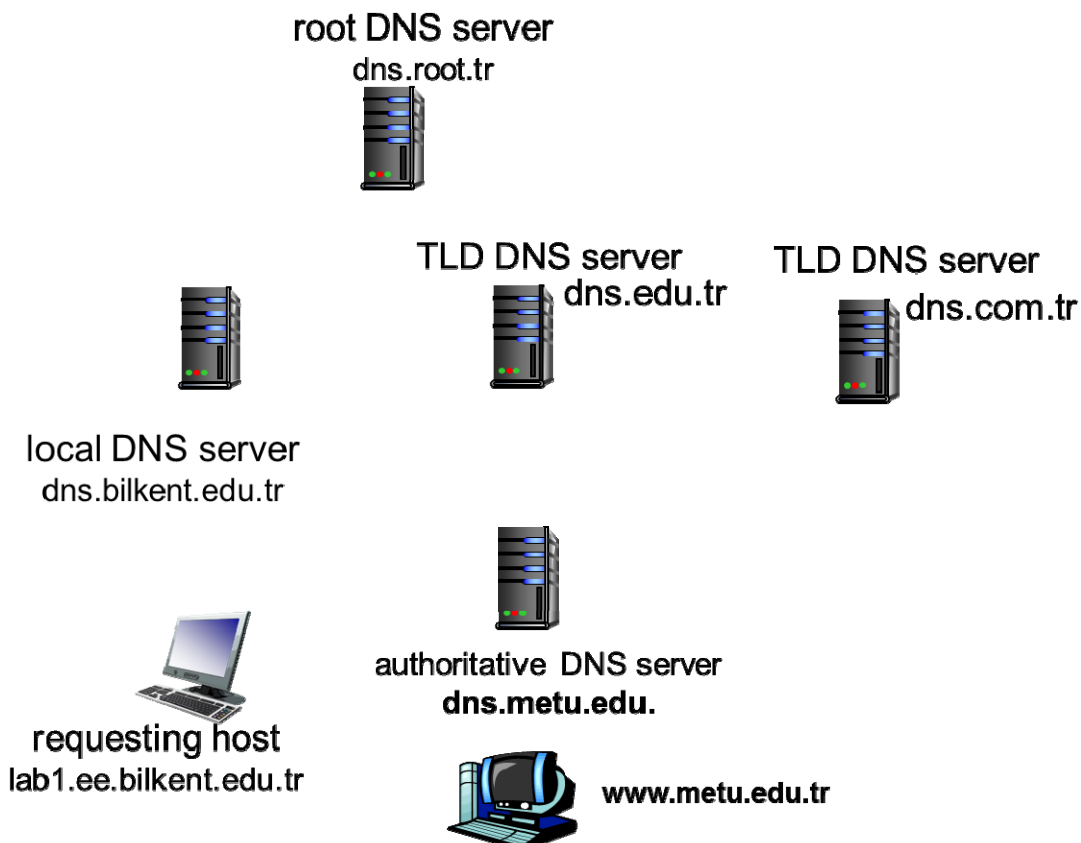 root DNS server
dns.root.tr
TLD DNS server
dns.edu.tr
TLD DNS server
dns.com.tr
local DNS server
dns.bilkent.edu.tr
authoritative DNS server
dns.metu.edu.
requesting host
lab1.ee.bilkent.edu.tr
www.metu.edu.tr